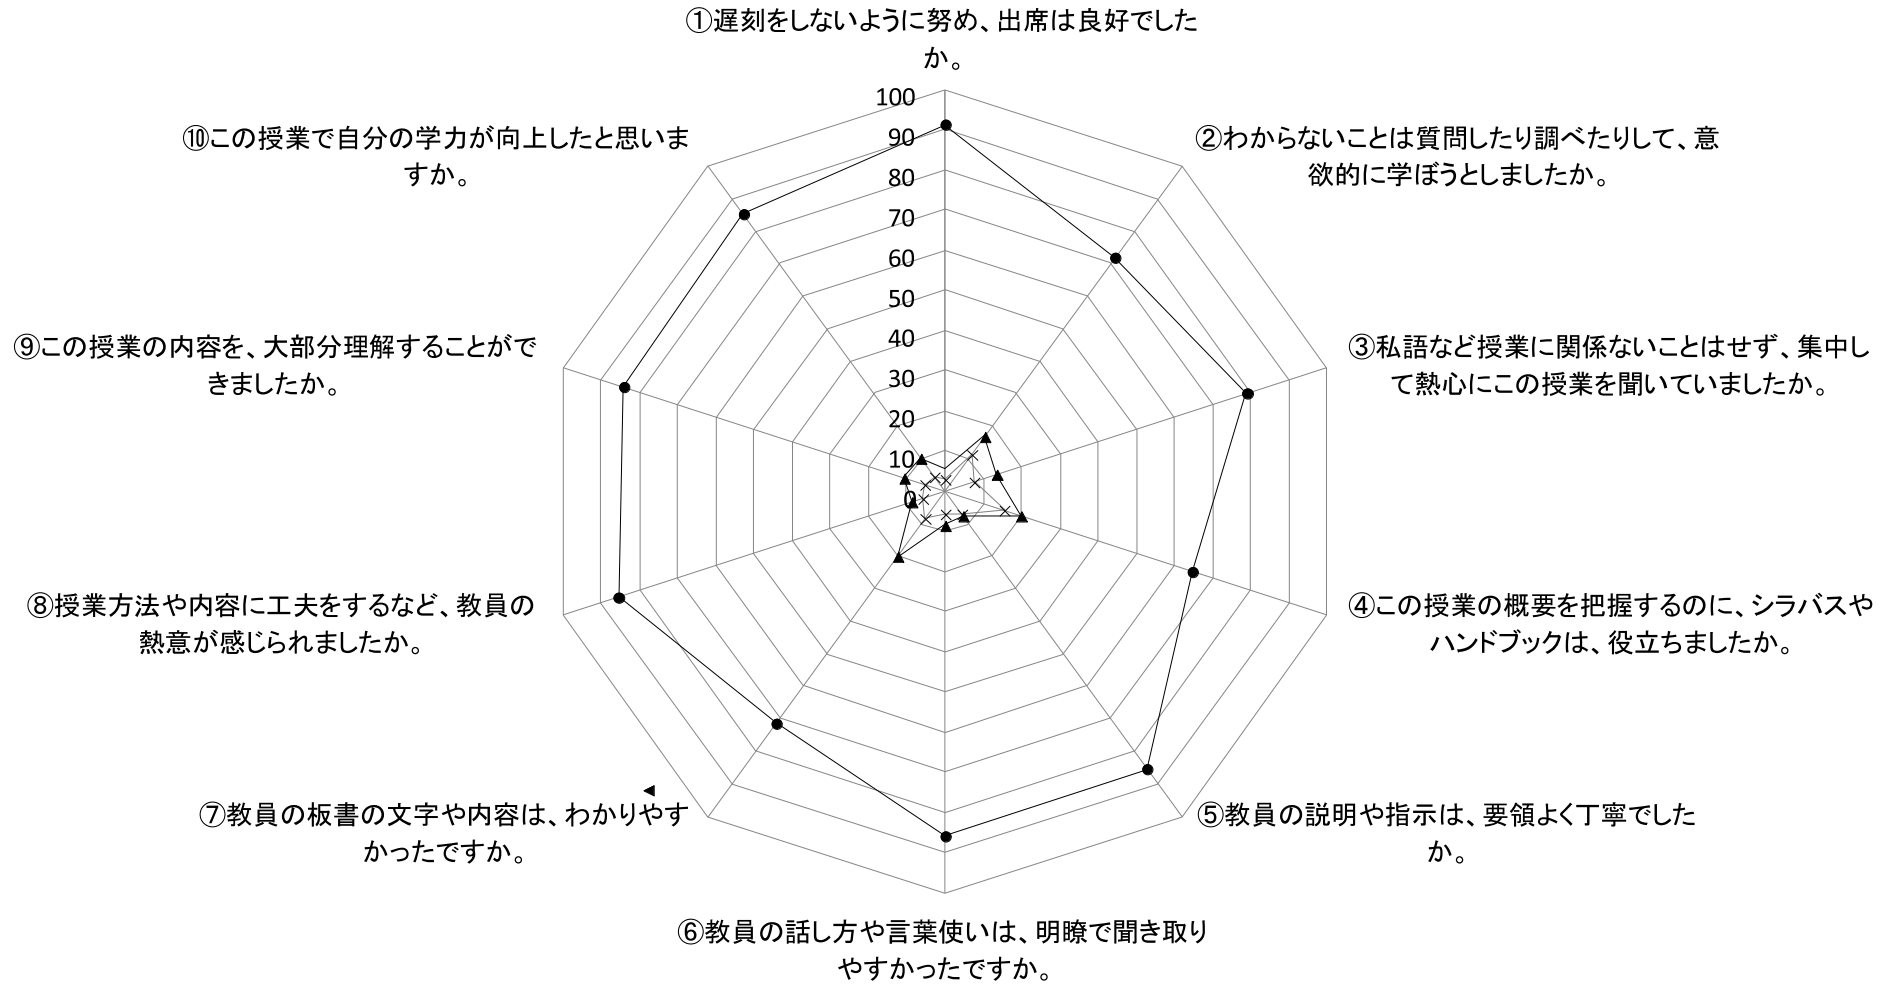 ①遅刻をしないように努め、出席は良好でした
か。
②わからないことは質問したり調べたりして、意
欲的に学ぼうとしましたか。
③私語など授業に関係ないことはせず、集中し
て熱心にこの授業を聞いていましたか。
④この授業の概要を把握するのに、シラバスや
ハンドブックは、役立ちましたか。
⑤教員の説明や指示は、要領よく丁寧でした
か。
⑥教員の話し方や言葉使いは、明瞭で聞き取り
やすかったですか。
⑦教員の板書の文字や内容は、わかりやす
かったですか。
⑧授業方法や内容に工夫をするなど、教員の
熱意が感じられましたか。
⑨この授業の内容を、大部分理解することがで
きましたか。
⑩この授業で自分の学力が向上したと思いま
すか。
100
90
80
70
60
50
40
30
20
10
0